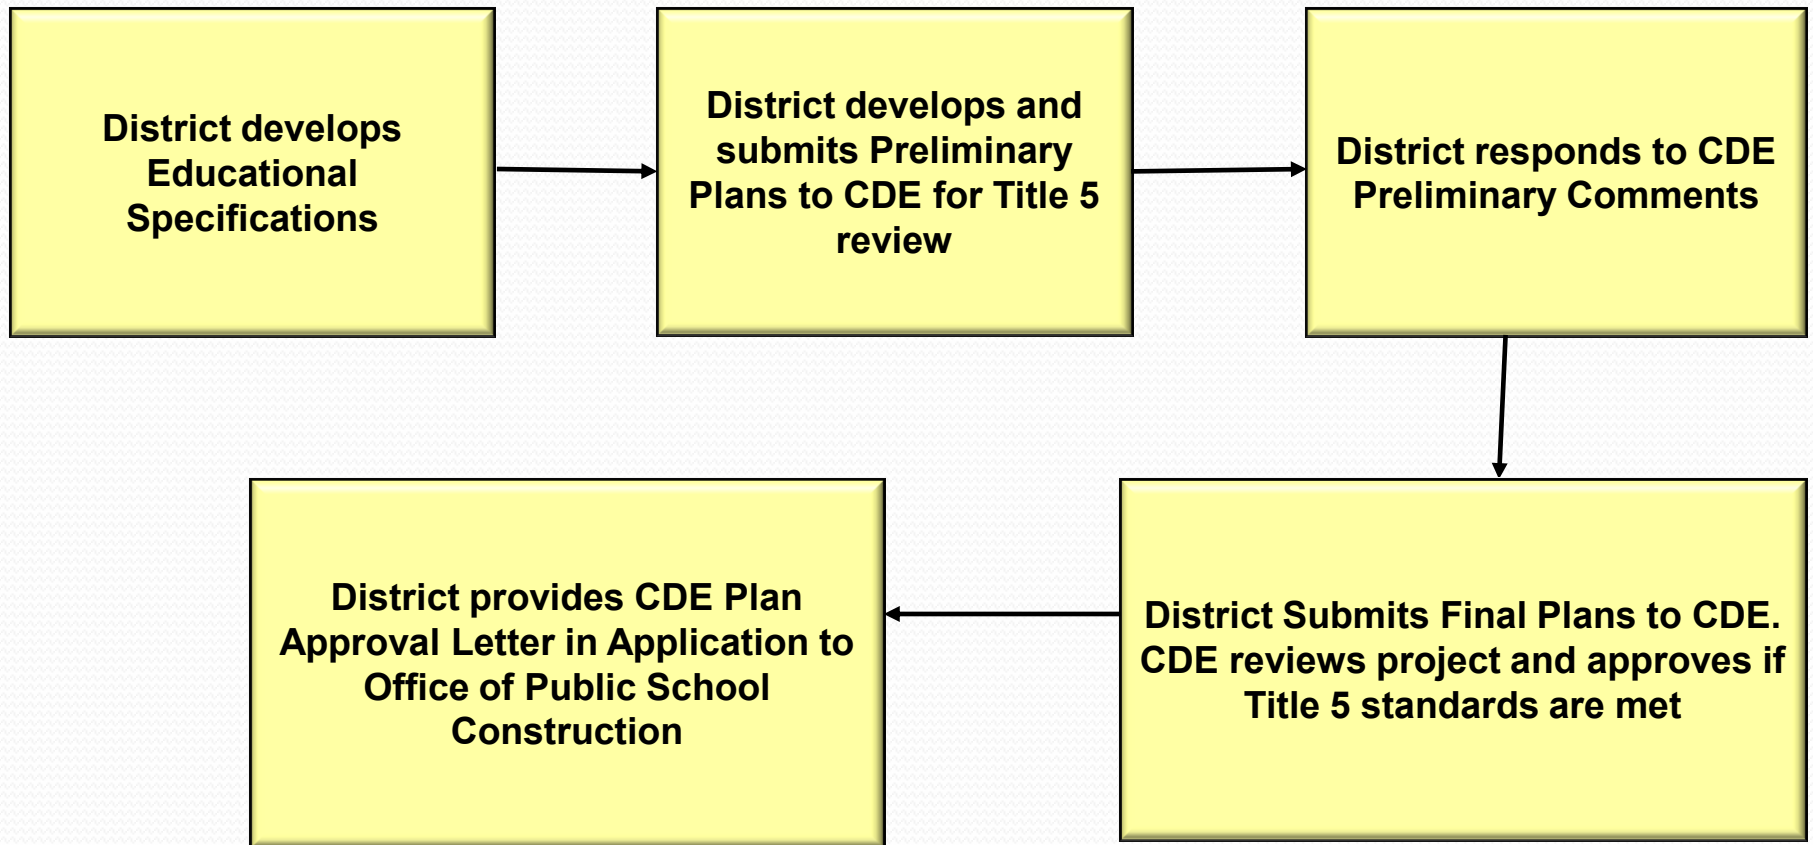 District develops
Educational
Specifications
District develops and
submits Preliminary
Plans to CDE for Title 5
review
District responds to CDE
Preliminary Comments
District Submits Final Plans to CDE.
CDE reviews project and approves if
Title 5 standards are met
District provides CDE Plan
Approval Letter in Application to
Office of Public School
Construction